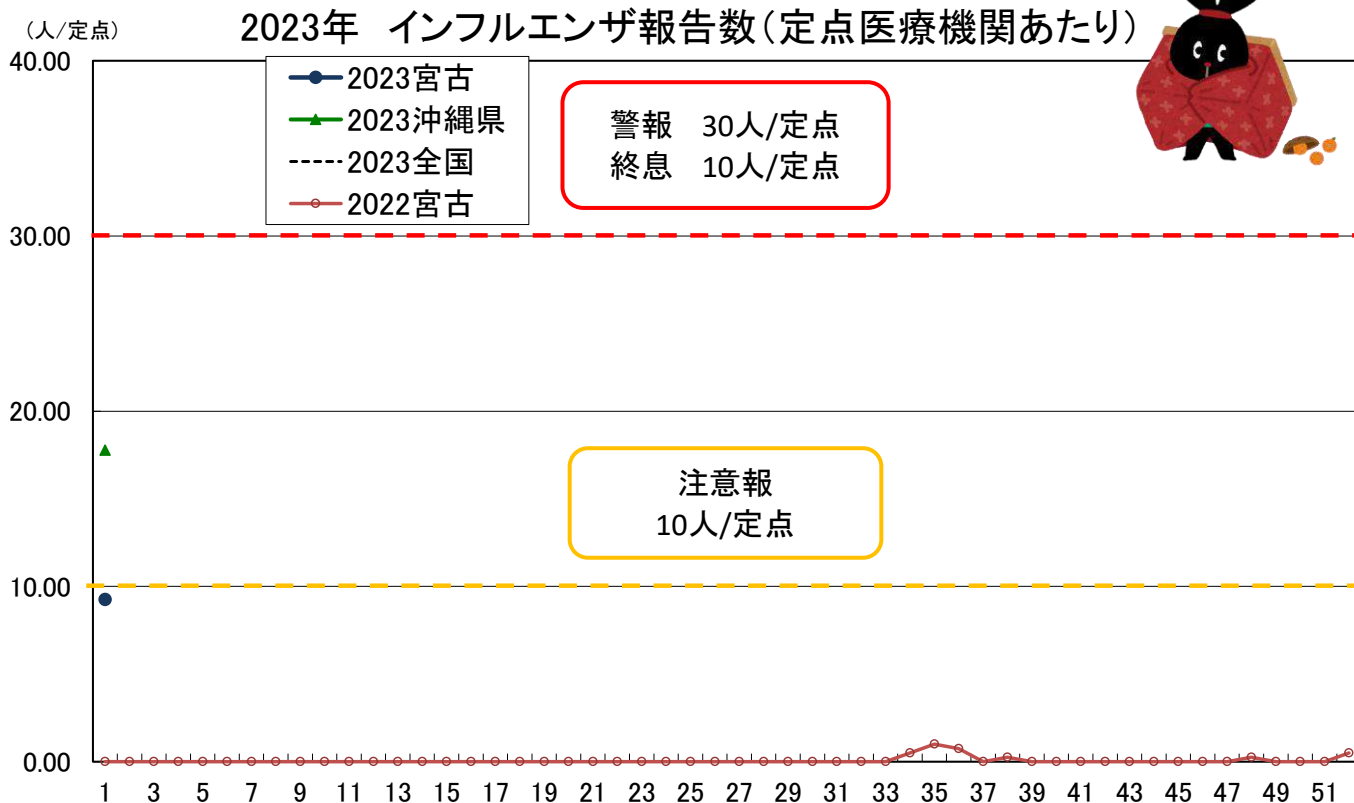 (人/定点)
2023年　インフルエンザ報告数(定点医療機関あたり)
2023宮古
2023沖縄県
2023全国
2022宮古
警報　30人/定点
終息　10人/定点
注意報
10人/定点
40.00
30.00
20.00
10.00
0.00
1 3 5 7 9 11 13 15 17 19 21 23 25 27 29 31 33 35 37 39 41 43 45 47 49 51